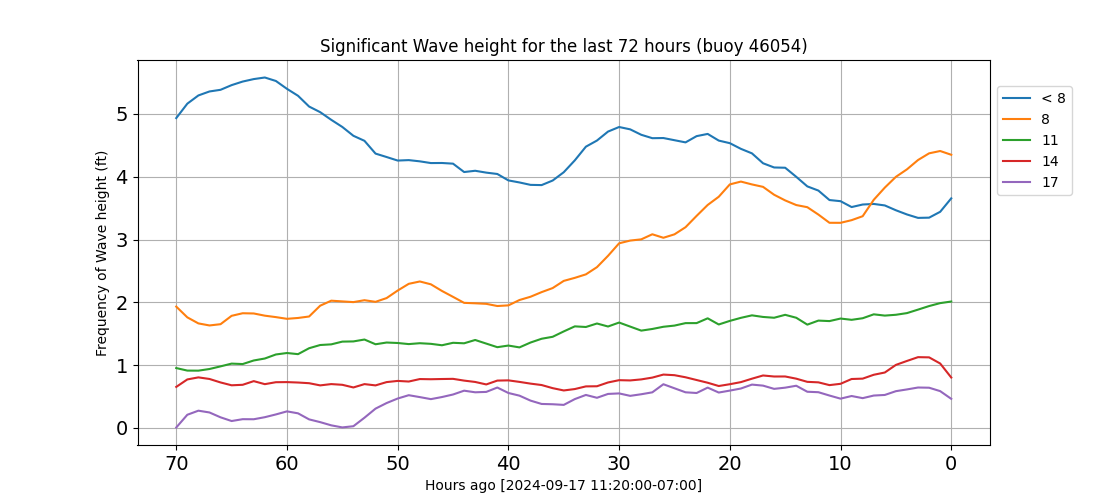 Significant Wave height for the last 72 hours (buoy 46054)
Frequency of Wave height (ft)
5
4
3
2
1
0
70 60 50 40 30 20 10 0
Hours ago [2024-09-17 11:20:00-07:00]
< 8
8
11
14
17